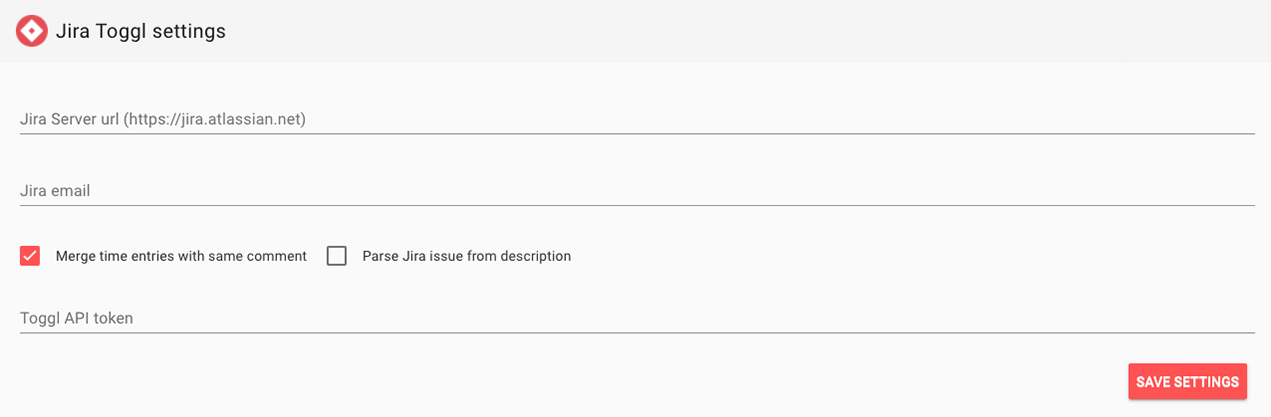 Jira Toggl settings
Jira Server url (https://jira.atlassian.net)
Jira email
Merge time entries with same comment Parse Jira issue from description
Toggl API token
SAVE SETTINGS